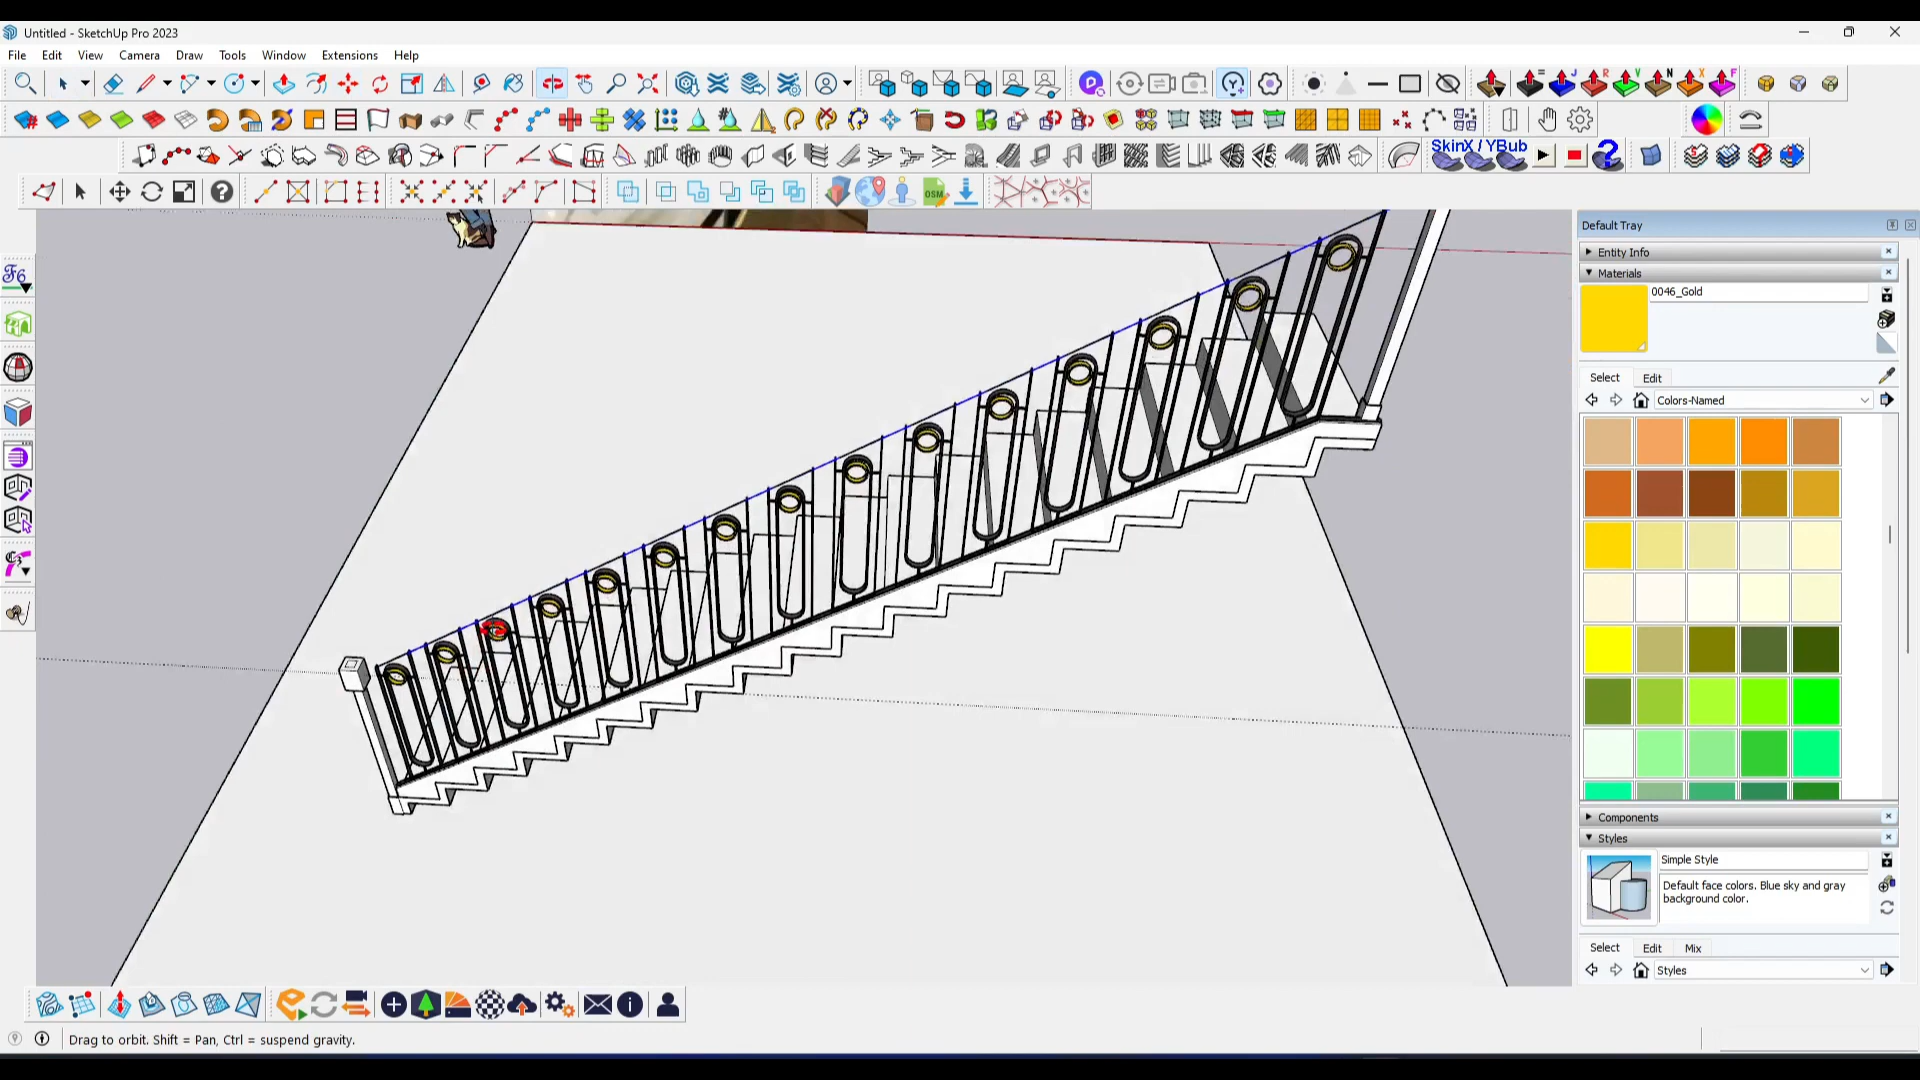 Untitled - SketchUp Pro 2023
File Edit View Camera Draw Tools Window Extensions Help
SkinX / YBub
OSM
Default Tray
Entity Info
Materials
0046_Gold
Select Edit
Colors-Named
Components
Styles
Simple Style
Default face colors. Blue sky and gray
background color.
Select Edit Mix
Styles
Drag to orbit. Shift = Pan, Ctrl = suspend gravity.